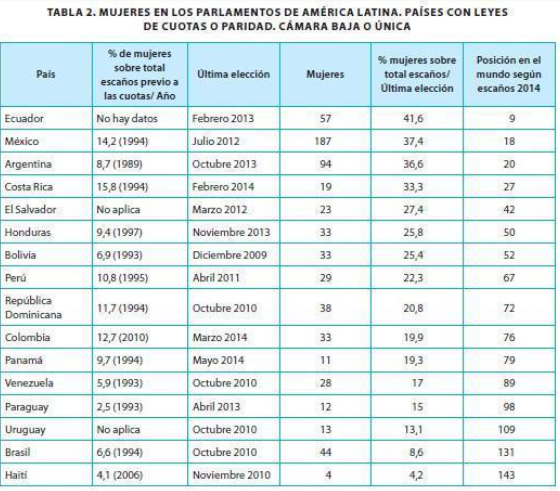 TABLA 2. MUJERES EN LOS PARLAMENTOS DE AMÉRICA LATINA. PAÍSES CON LEYES
DE CUOTAS O PARIDAD. CÁMARA BAJA O ÚNICA
País | % de mujeres sobre total escaños previo a las cuotas/ Año | Última elección | Mujeres | % mujeres sobre total escaños/ Última elección | Posición en el mundo según escaños 2014
Ecuador | No hay datos | Febrero 2013 | 57 | 41,6 | 9
México | 14,2 (1994) | Julio 2012 | 187 | 37,4 | 18
Argentina | 8,7 (1989) | Octubre 2013 | 94 | 36,6 | 20
Costa Rica | 15,8 (1994) | Febrero 2014 | 19 | 33,3 | 27
El Salvador | No aplica | Marzo 2012 | 23 | 27,4 | 42
Honduras | 9,4 (1997) | Noviembre 2013 | 33 | 25,8 | 50
Bolivia | 6,9 (1993) | Diciembre 2009 | 33 | 25,4 | 52
Perú | 10,8 (1995) | Abril 2011 | 29 | 22,3 | 67
República Dominicana | 11,7 (1994) | Octubre 2010 | 38 | 20,8 | 72
Colombia | 12,7 (2010) | Marzo 2014 | 33 | 19,9 | 76
Panamá | 9,7 (1994) | Mayo 2014 | 11 | 19,3 | 79
Venezuela | 5,9 (1993) | Octubre 2010 | 28 | 17 | 89
Paraguay | 2,5 (1993) | Abril 2013 | 12 | 15 | 98
Uruguay | No aplica | Octubre 2010 | 13 | 13,1 | 109
Brasil | 6,6 (1994) | Octubre 2010 | 44 | 8,6 | 131
Haití | 4,1 (2006) | Noviembre 2010 | 4 | 4,2 | 143